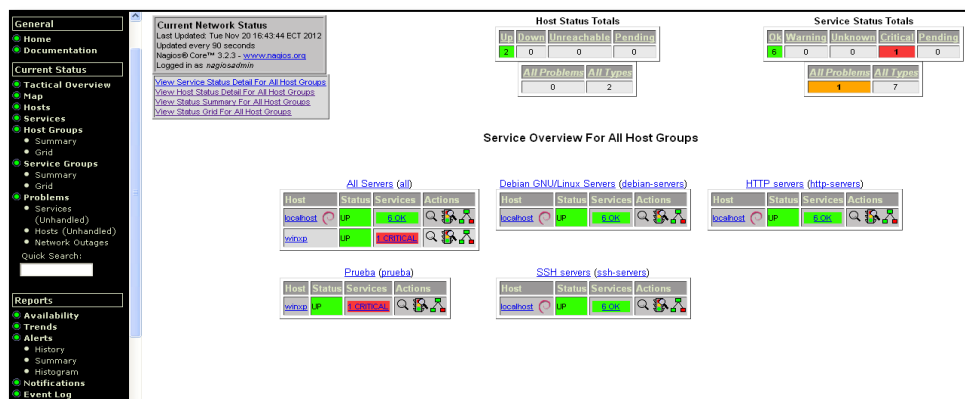 General
Home
Documentation
Current Status
Tactical Overview
Map
Hosts
Services
Host Groups
Summary
Grid
Service Groups
Summary
Grid
Problems
Services
(Unhandled)
Hosts (Unhandled)
Network Outages
Quick Search:
Reports
Availability
Trends
Alerts
History
Summary
Histogram
Notifications
Event Log
Current Network Status
Last Updated: Tue Nov 20 16:43:44 ECT 2012
Updated every 90 seconds
Nagios® Core™ 3.2.3 - www.nagios.org
Logged in as nagiosadmin
View Service Status Detail For All Host Groups
View Host Status Detail For All Host Groups
View Status Summary For All Host Groups
View Status Grid For All Host Groups
Host Status Totals
Up Down Unreachable Pending
2 0 0 0
All Problems All Types
0 2
Service Status Totals
Ok Warning Unknown Critical Pending
6 0 0 1 0
All Problems All Types
1 7
Service Overview For All Host Groups
All Servers (all)
Host Status Services Actions
localhost UP 6 OK
winxp UP 1 CRITICAL
Debian GNU/Linux Servers (debian-servers)
Host Status Services Actions
localhost UP 6 OK
HTTP servers (http-servers)
Host Status Services Actions
localhost UP 6 OK
Prueba (prueba)
Host Status Services Actions
winxp UP 1 CRITICAL
SSH servers (ssh-servers)
Host Status Services Actions
localhost UP 6 OK